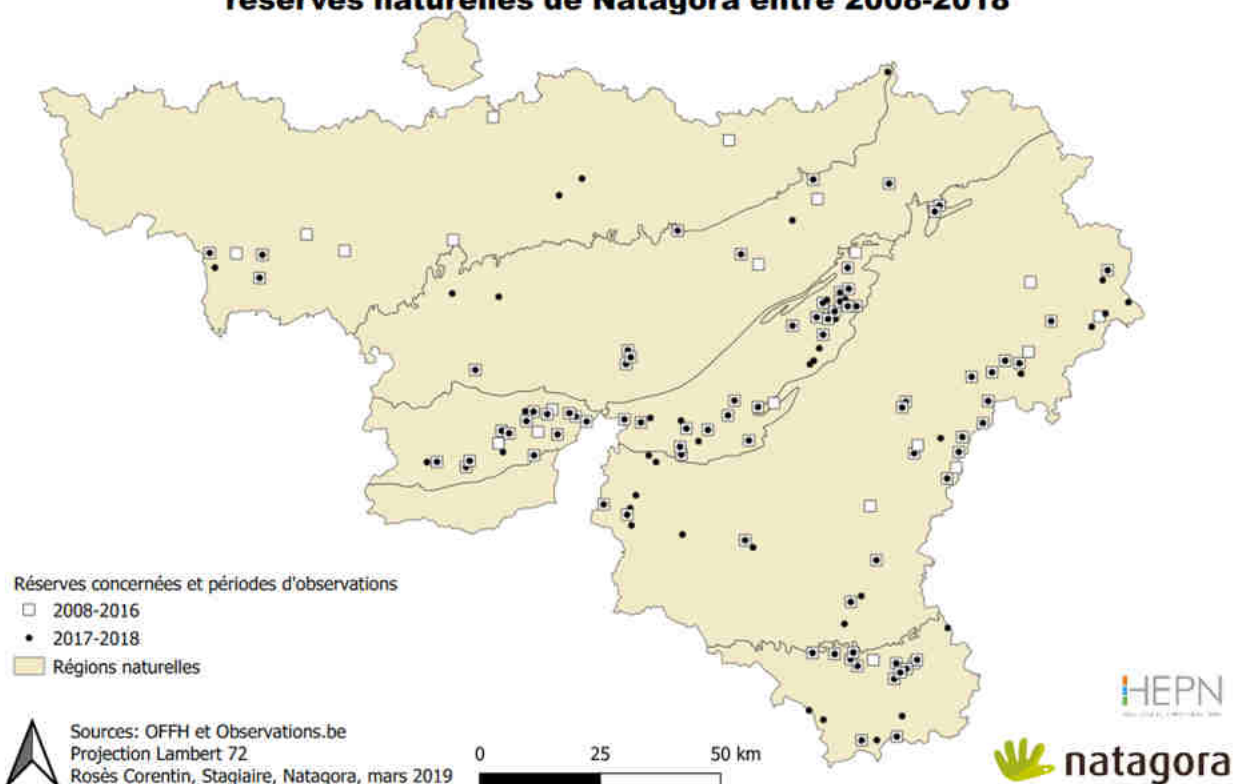 réserves naturelles de Natagora entre 2008-2018
Réserves concernées et périodes d'observations
2008-2016
2017-2018
Régions naturelles
Sources: OFFH et Observations.be
Projection Lambert 72
Rosès Corentin, Stagiaire, Natagora, mars 2019
0 25 50 km
HEPN
natagora